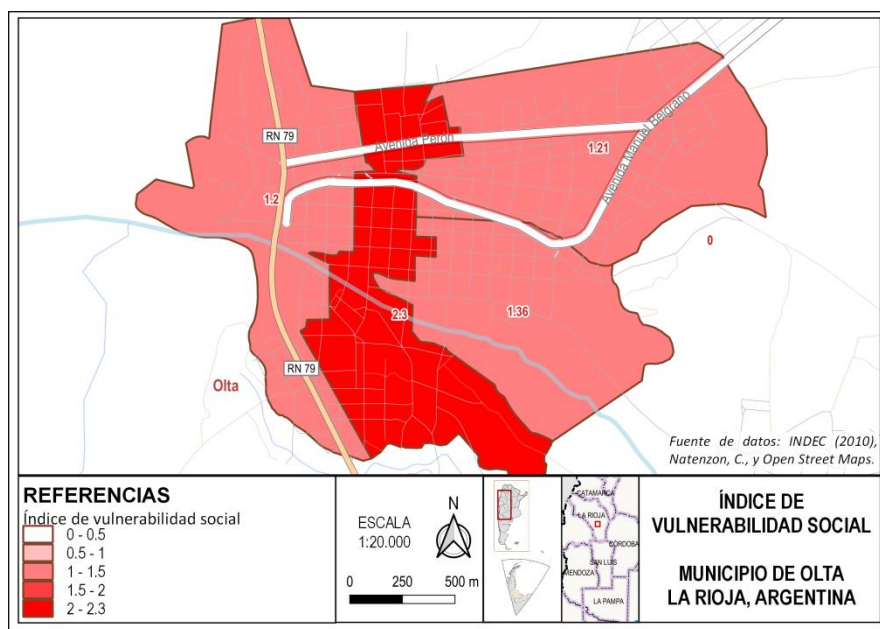 RN 79
Avenida Perón
Avenida Manuel Belgrano
1.21
1.2
0
1.36
2.3
RN 79
Olta
Fuente de datos: INDEC (2010),
Natenzon, C., y Open Street Maps.
REFERENCIAS
Índice de vulnerabilidad social
0 - 0.5
0.5 - 1
1 - 1.5
1.5 - 2
2 - 2.3
ESCALA
1:20.000
N
0 250 500 m
CATAMARCA
LA RIOJA
CÓRDOBA
SAN LUIS
MENDOZA
LA PAMPA
ÍNDICE DE
VULNERABILIDAD SOCIAL
MUNICIPIO DE OLTA
LA RIOJA, ARGENTINA